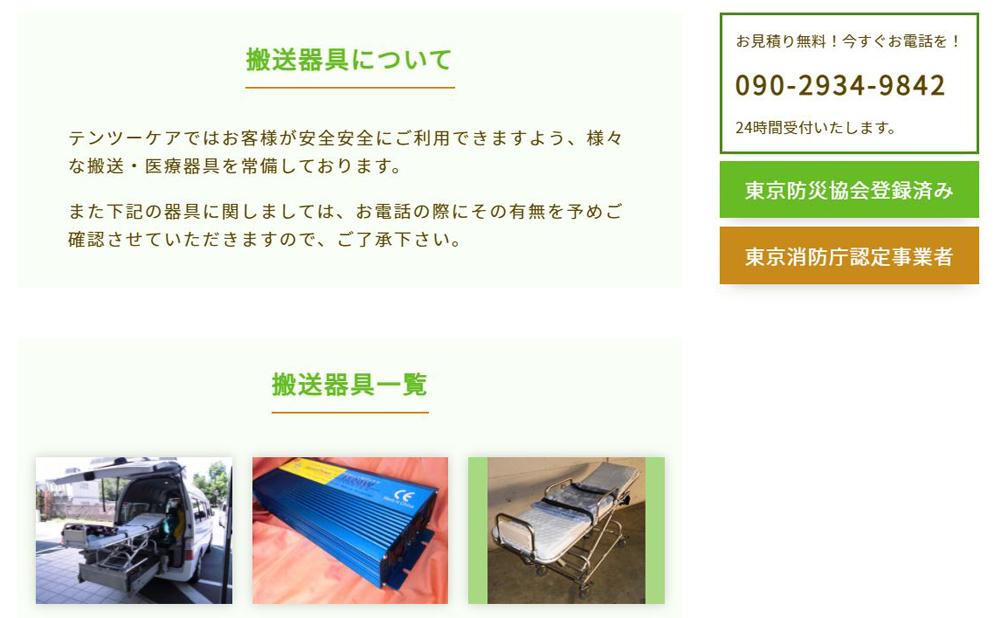 搬送器具について
テンツーケアではお客様が安全安全にご利用できますよう、様々
な搬送・医療器具を常備しております。
また下記の器具に関しましては、お電話の際にその有無を予めご
確認させていただきますので、ご了承下さい。
お見積り無料！今すぐお電話を！
090-2934-9842
24時間受付いたします。
東京防災協会登録済み
東京消防庁認定事業者
搬送器具一覧
CE